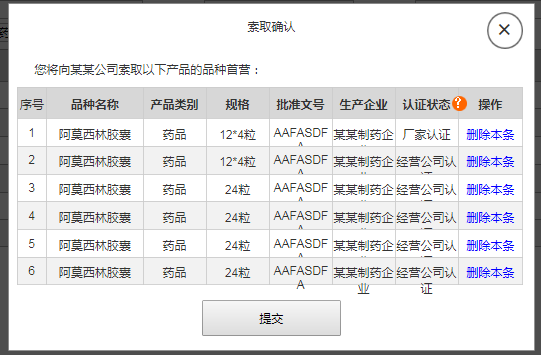 索取确认
您将向某某公司索取以下产品的品种首营：
序号 品种名称 产品类别 规格 批准文号 生产企业 认证状态 ? 操作
1 阿莫西林胶囊 药品 12*4粒 AAFASDFA 某某制药企 厂家认证 删除本条
2 阿莫西林胶囊 药品 12*4粒 AAFASDF 某某制药企 经营公司认证 删除本条
3 阿莫西林胶囊 药品 24粒 AAFASDF 某某制药企 经营公司认 删除本条
4 阿莫西林胶囊 药品 24粒 AAFASDF 某某制药企 经营公司认 删除本条
5 阿莫西林胶囊 药品 24粒 AAFASDF 某某制药企 经营公司认 删除本条
6 阿莫西林胶囊 药品 24粒 AAFASDFA 某某制药企业 经营公司认证 删除本条
提交